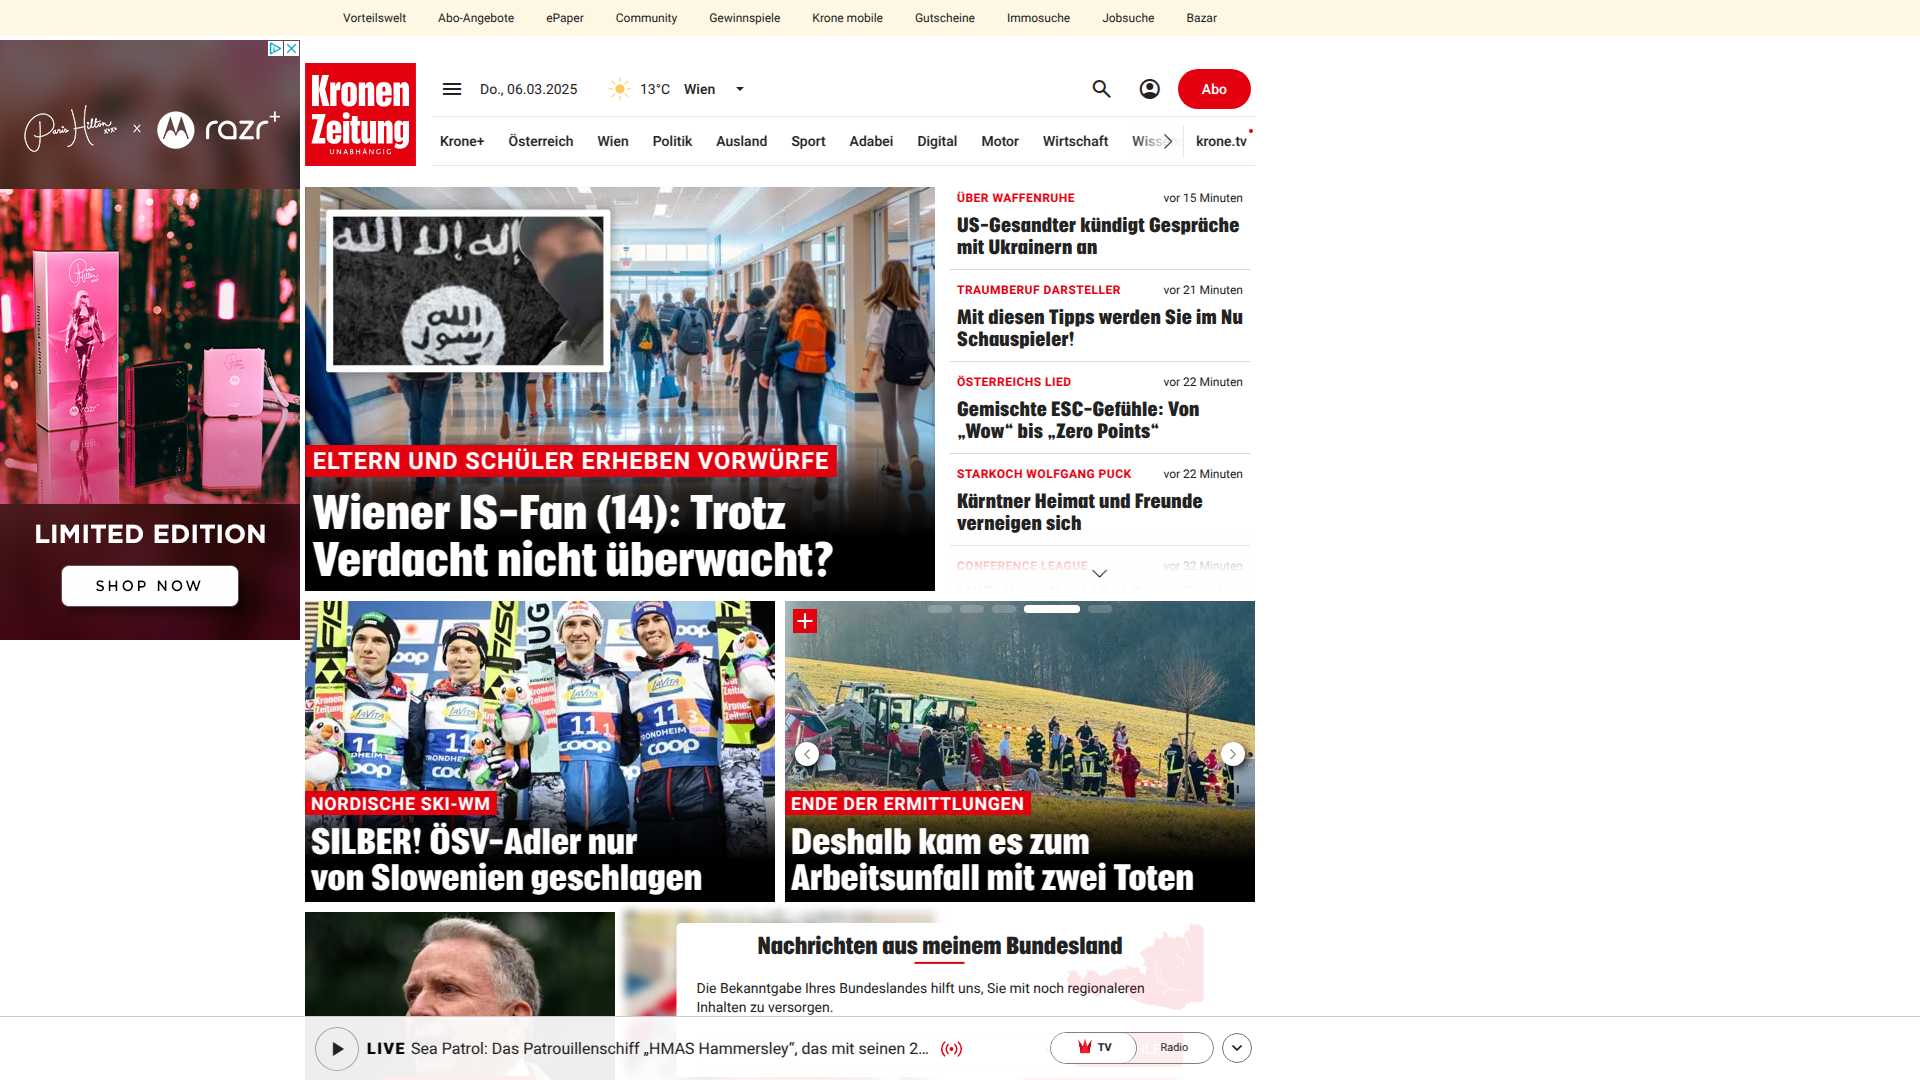 Vorteilswelt
Abo-Angebote
ePaper
Community
Gewinnspiele
Krone mobile
Gutscheine
Immosuche
Jobsuche
Bazar
Paris Hilton
xoxo
×
razr+
LIMITED EDITION
SHOP NOW
Kronen
Zeitung
UNABHÄNGIG
Do., 06.03.2025
13°C
Wien
Abo
Krone+
Österreich
Wien
Politik
Ausland
Sport
Adabei
Digital
Motor
Wirtschaft
krone.tv
ELTERN UND SCHÜLER ERHEBEN VORWÜRFE
Wiener IS-Fan (14): Trotz
Verdacht nicht überwacht?
ÜBER WAFFENRUHE vor 15 Minuten
US-Gesandter kündigt Gespräche
mit Ukrainern an
TRAUMBERUF DARSTELLER vor 21 Minuten
Mit diesen Tipps werden Sie im Nu
Schauspieler!
ÖSTERREICHS LIED vor 22 Minuten
Gemischte ESC-Gefühle: Von
„Wow“ bis „Zero Points“
STARKOCH WOLFGANG PUCK vor 22 Minuten
Kärntner Heimat und Freunde
verneigen sich
CONFERENCE LEAGUE vor 32 Minuten
NORDISCHE SKI-WM
SILBER! ÖSV-Adler nur
von Slowenien geschlagen
ENDE DER ERMITTLUNGEN
Deshalb kam es zum
Arbeitsunfall mit zwei Toten
Nachrichten aus meinem Bundesland
Die Bekanntgabe Ihres Bundeslandes hilft uns, Sie mit noch regionaleren
Inhalten zu versorgen.
LIVE Sea Patrol: Das Patrouillenschiff „HMAS Hammersley“, das mit seinen 2...
TV
Radio